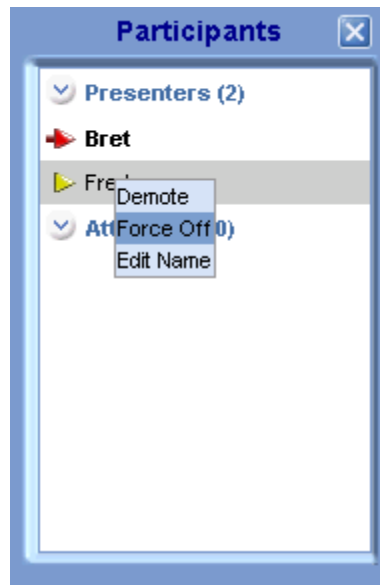 Participants
Presenters (2)
Bret
Demote
Force Off
Edit Name